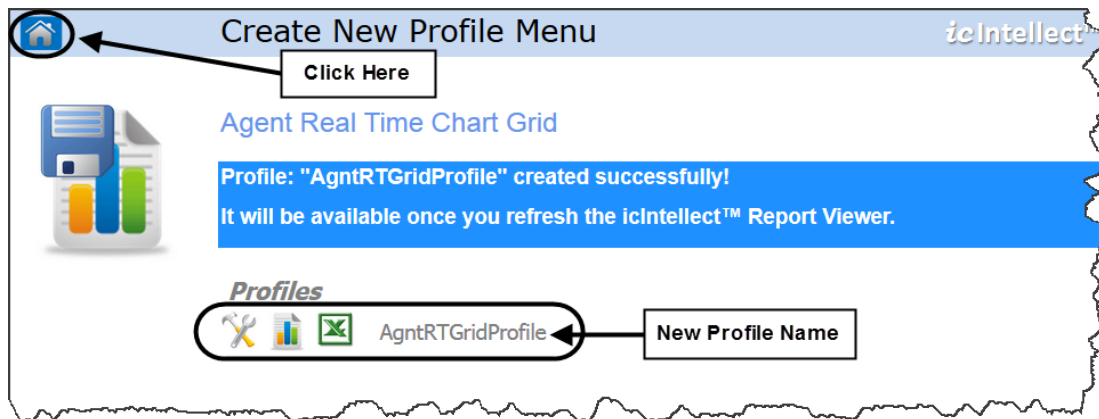 Create New Profile Menu
icIntellect™
Click Here
Agent Real Time Chart Grid
Profile: "AgntRTGridProfile" created successfully!
It will be available once you refresh the icIntellect™ Report Viewer.
Profiles
AgntRTGridProfile
New Profile Name